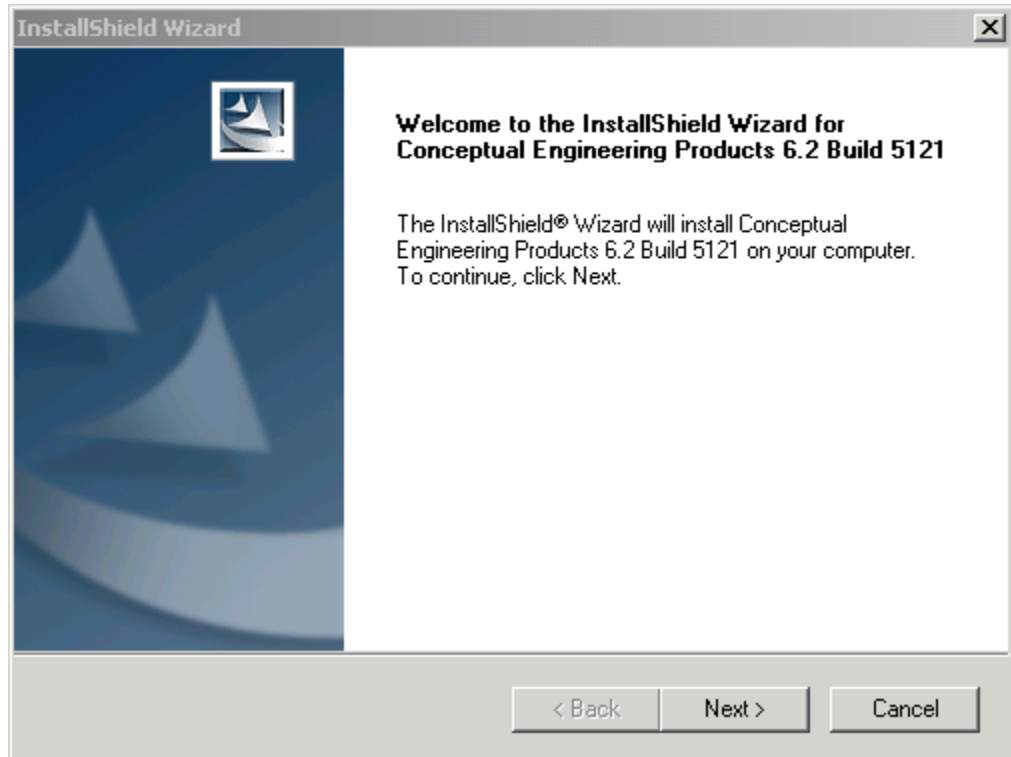 InstallShield Wizard
Welcome to the InstallShield Wizard for
Conceptual Engineering Products 6.2 Build 5121
The InstallShield® Wizard will install Conceptual
Engineering Products 6.2 Build 5121 on your computer.
To continue, click Next.
< Back
Next >
Cancel